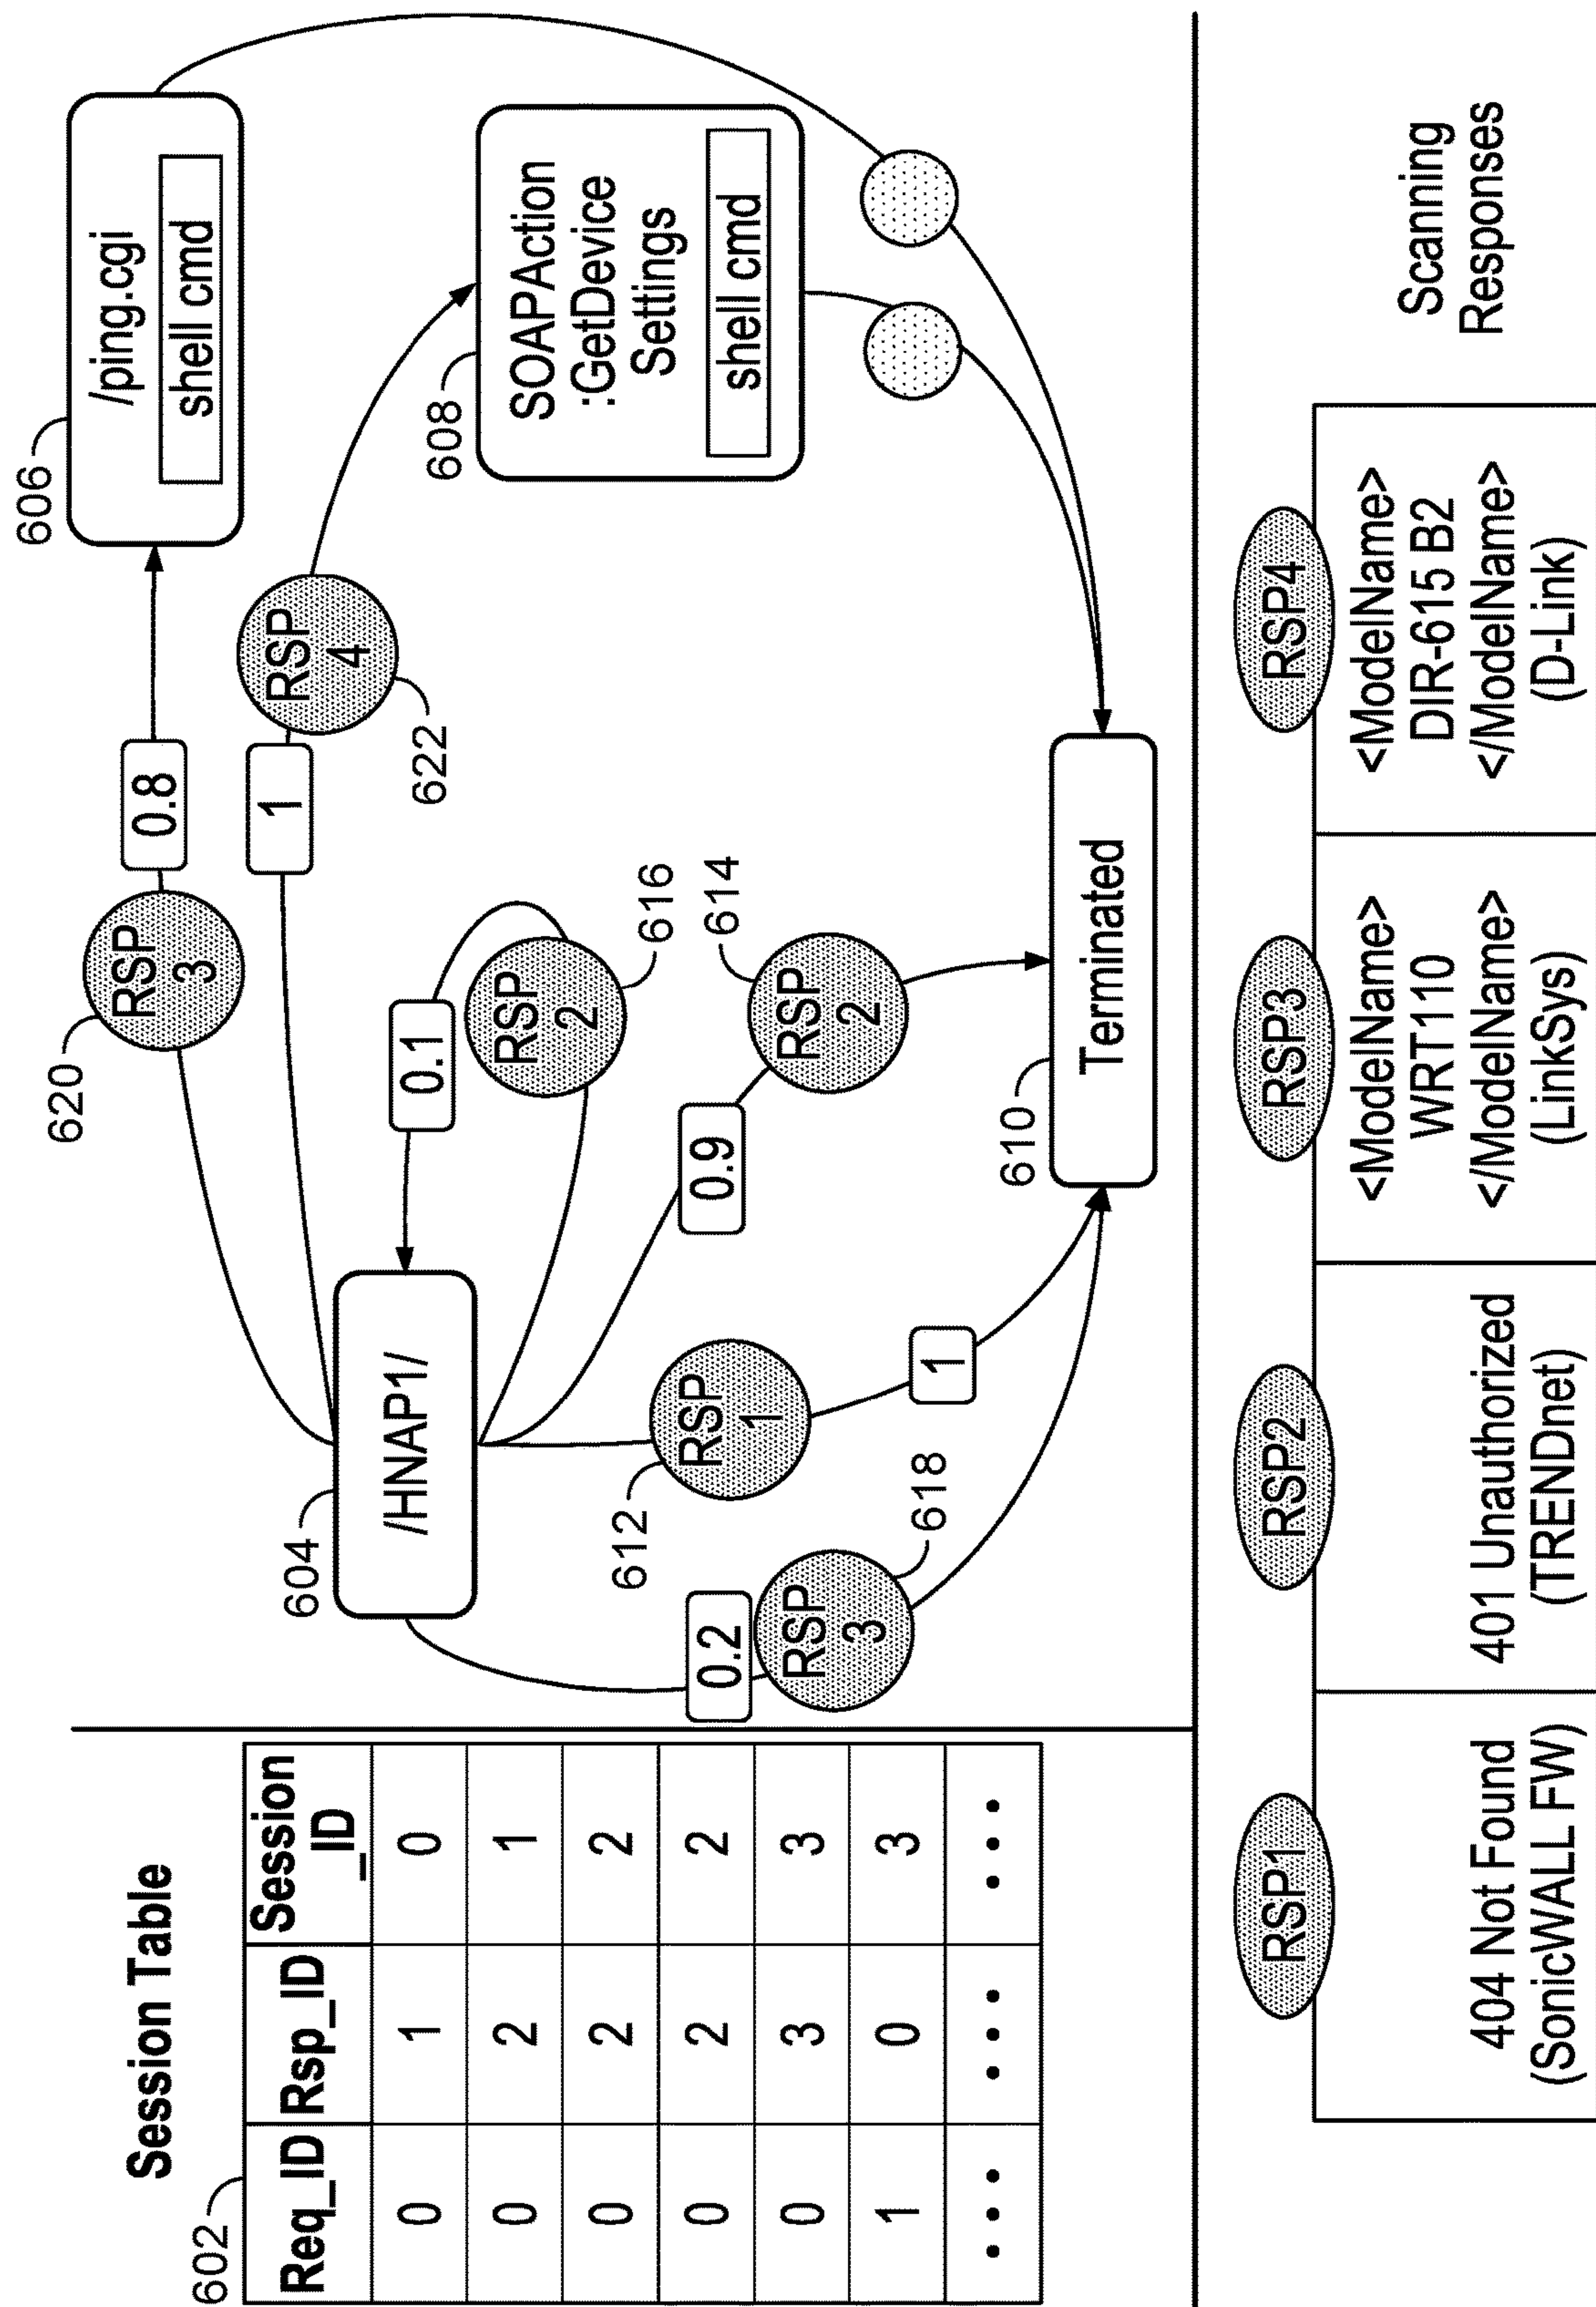 Session Table
602
Req_ID Rsp_ID Session
_ID
0 1 0
0 2 1
0 2 2
0 2 2
0 3 3
1 0 3
... ... ...
606
/ping.cgi
shell cmd
620
RSP
3
0.8
1
RSP
4
622
604
/HNAP1/
0.1
RSP
2
616
608
SOAPAction
:GetDevice
Settings
shell cmd
612
RSP
1
1
0.9
RSP
2
614
0.2
RSP
3
618
610
Terminated
RSP1
404 Not Found
(SonicWALL FW)
RSP2
401 Unauthorized
(TRENDnet)
RSP3
<ModelName>
WRT110
</ModelName>
(LinkSys)
RSP4
<ModelName>
DIR-615 B2
</ModelName>
(D-Link)
Scanning
Responses